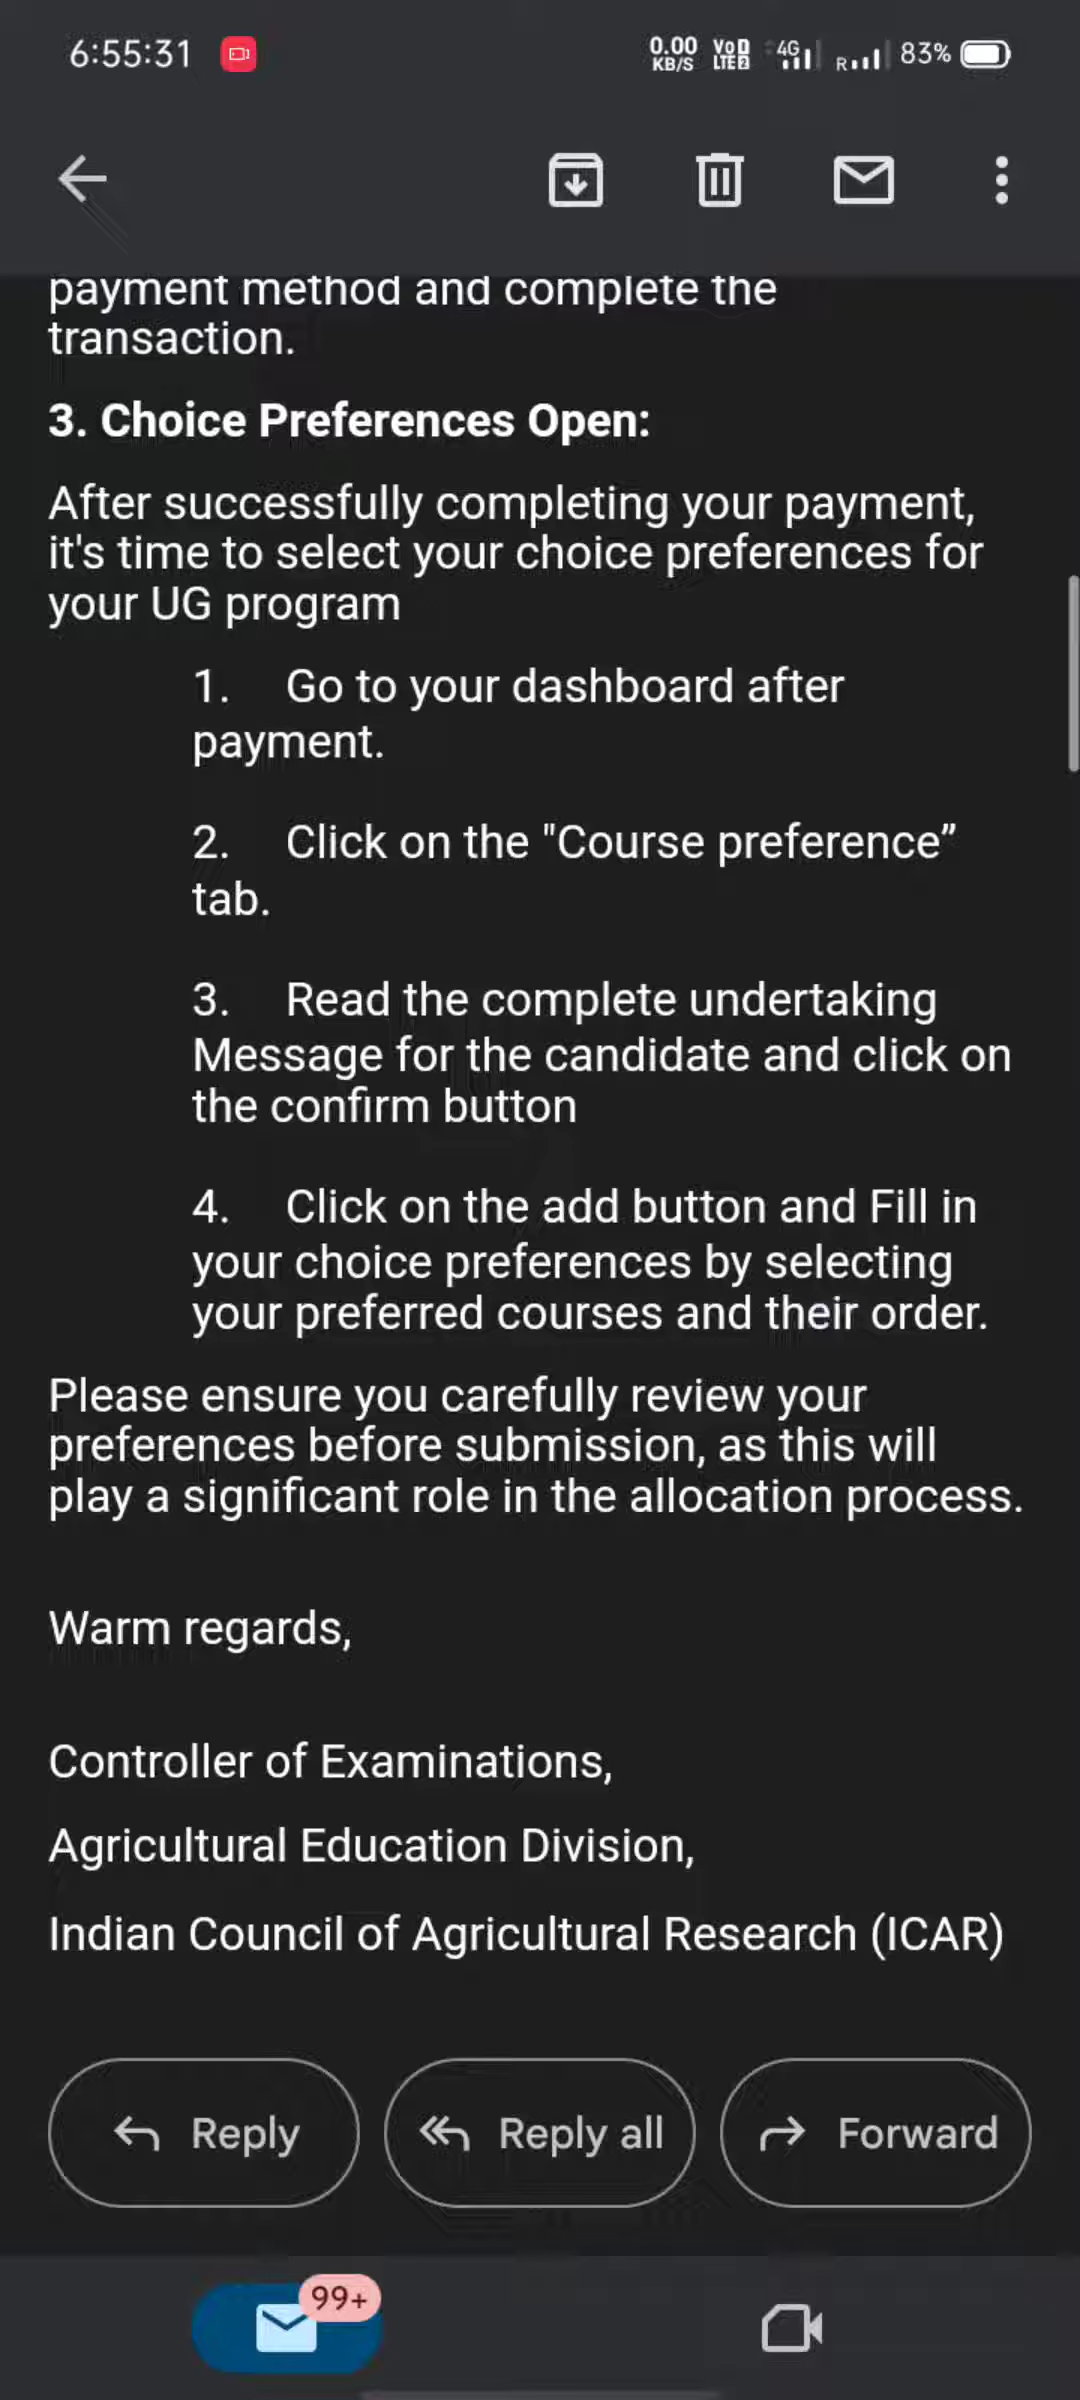 6:55:31
0.00 KB/S VoD LTE2 4G R 83%
payment method and complete the
transaction.
3. Choice Preferences Open:
After successfully completing your payment,
it's time to select your choice preferences for
your UG program
1. Go to your dashboard after
payment.
2. Click on the "Course preference”
tab.
3. Read the complete undertaking
Message for the candidate and click on
the confirm button
4. Click on the add button and Fill in
your choice preferences by selecting
your preferred courses and their order.
Please ensure you carefully review your
preferences before submission, as this will
play a significant role in the allocation process.
Warm regards,
Controller of Examinations,
Agricultural Education Division,
Indian Council of Agricultural Research (ICAR)
Reply Reply all Forward
99+